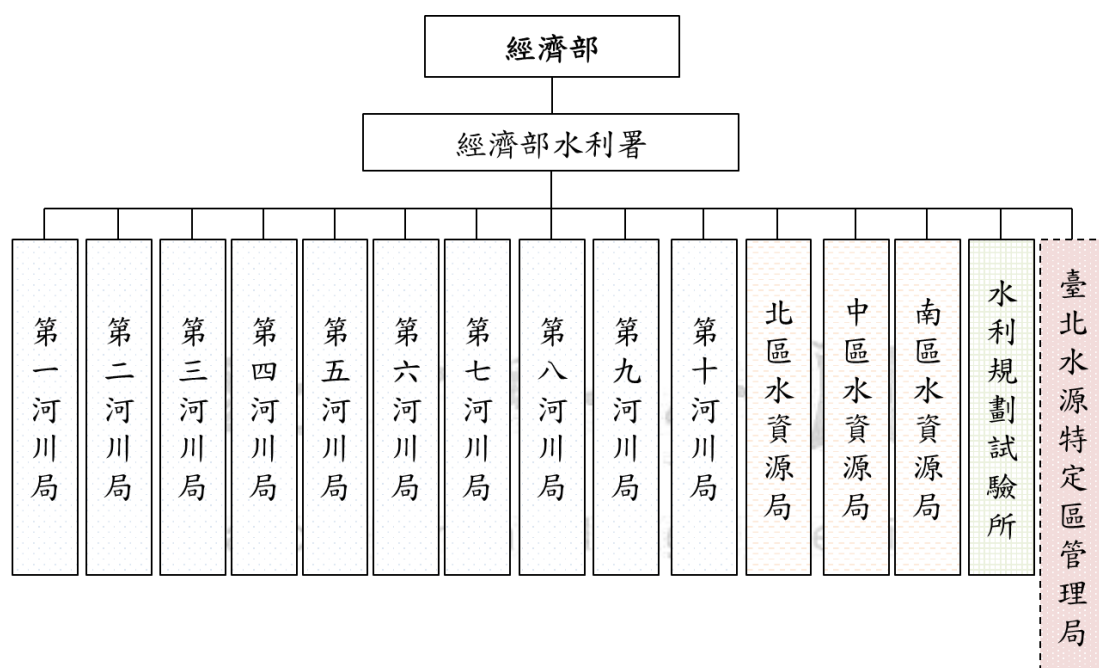 經濟部
經濟部水利署
第一河川局
第二河川局
第三河川局
第四河川局
第五河川局
第六河川局
第七河川局
第八河川局
第九河川局
第十河川局
北區水資源局
中區水資源局
南區水資源局
水利規劃試驗所
臺北水源特定區管理局